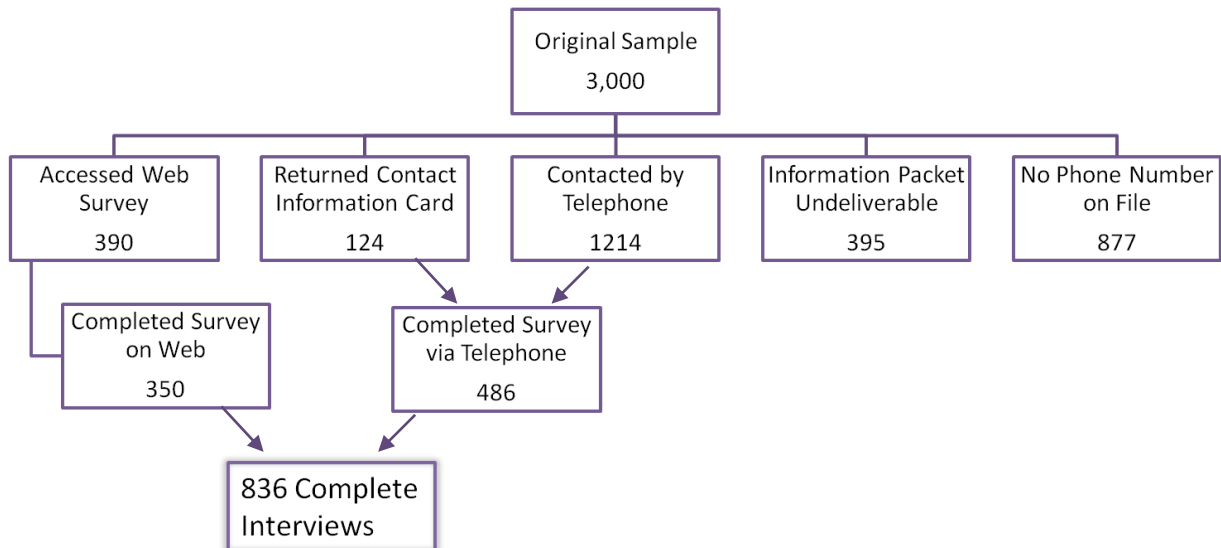 Original Sample
3,000
Accessed Web
Survey
390
Returned Contact
Information Card
124
Contacted by
Telephone
1214
Information Packet
Undeliverable
395
No Phone Number
on File
877
Completed Survey
on Web
350
Completed Survey
via Telephone
486
836 Complete
Interviews